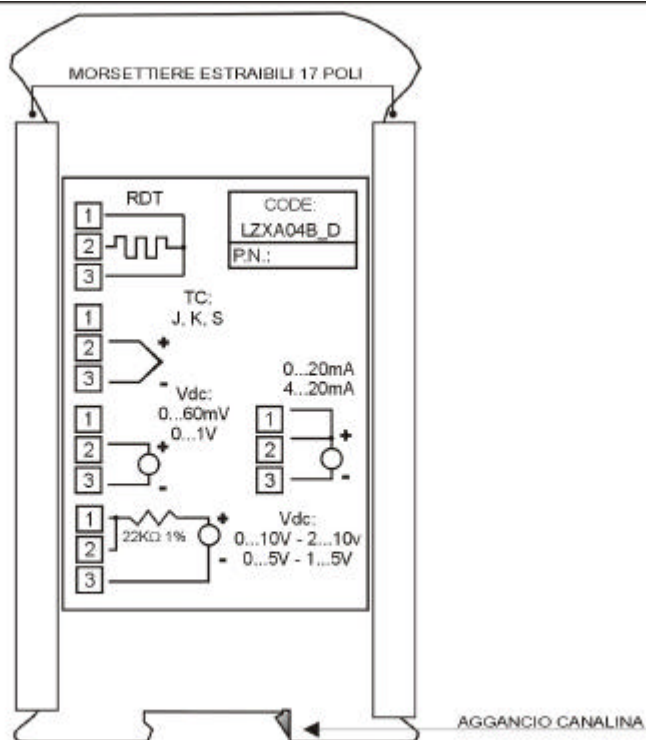 MORSETTIERE ESTRAIBILI 17 POLI
RDT
1
2
3
CODE:
LZXA04B_D
P.N.:
TC:
J, K, S
1
2
3
+
-
Vdc:
0...60mV
0...1V
1
2
3
+
-
0...20mA
4...20mA
1
2
3
+
-
1
2
3
22KΩ 1%
+
-
Vdc:
0...10V - 2...10v
0...5V - 1...5V
AGGANCIO CANALINA